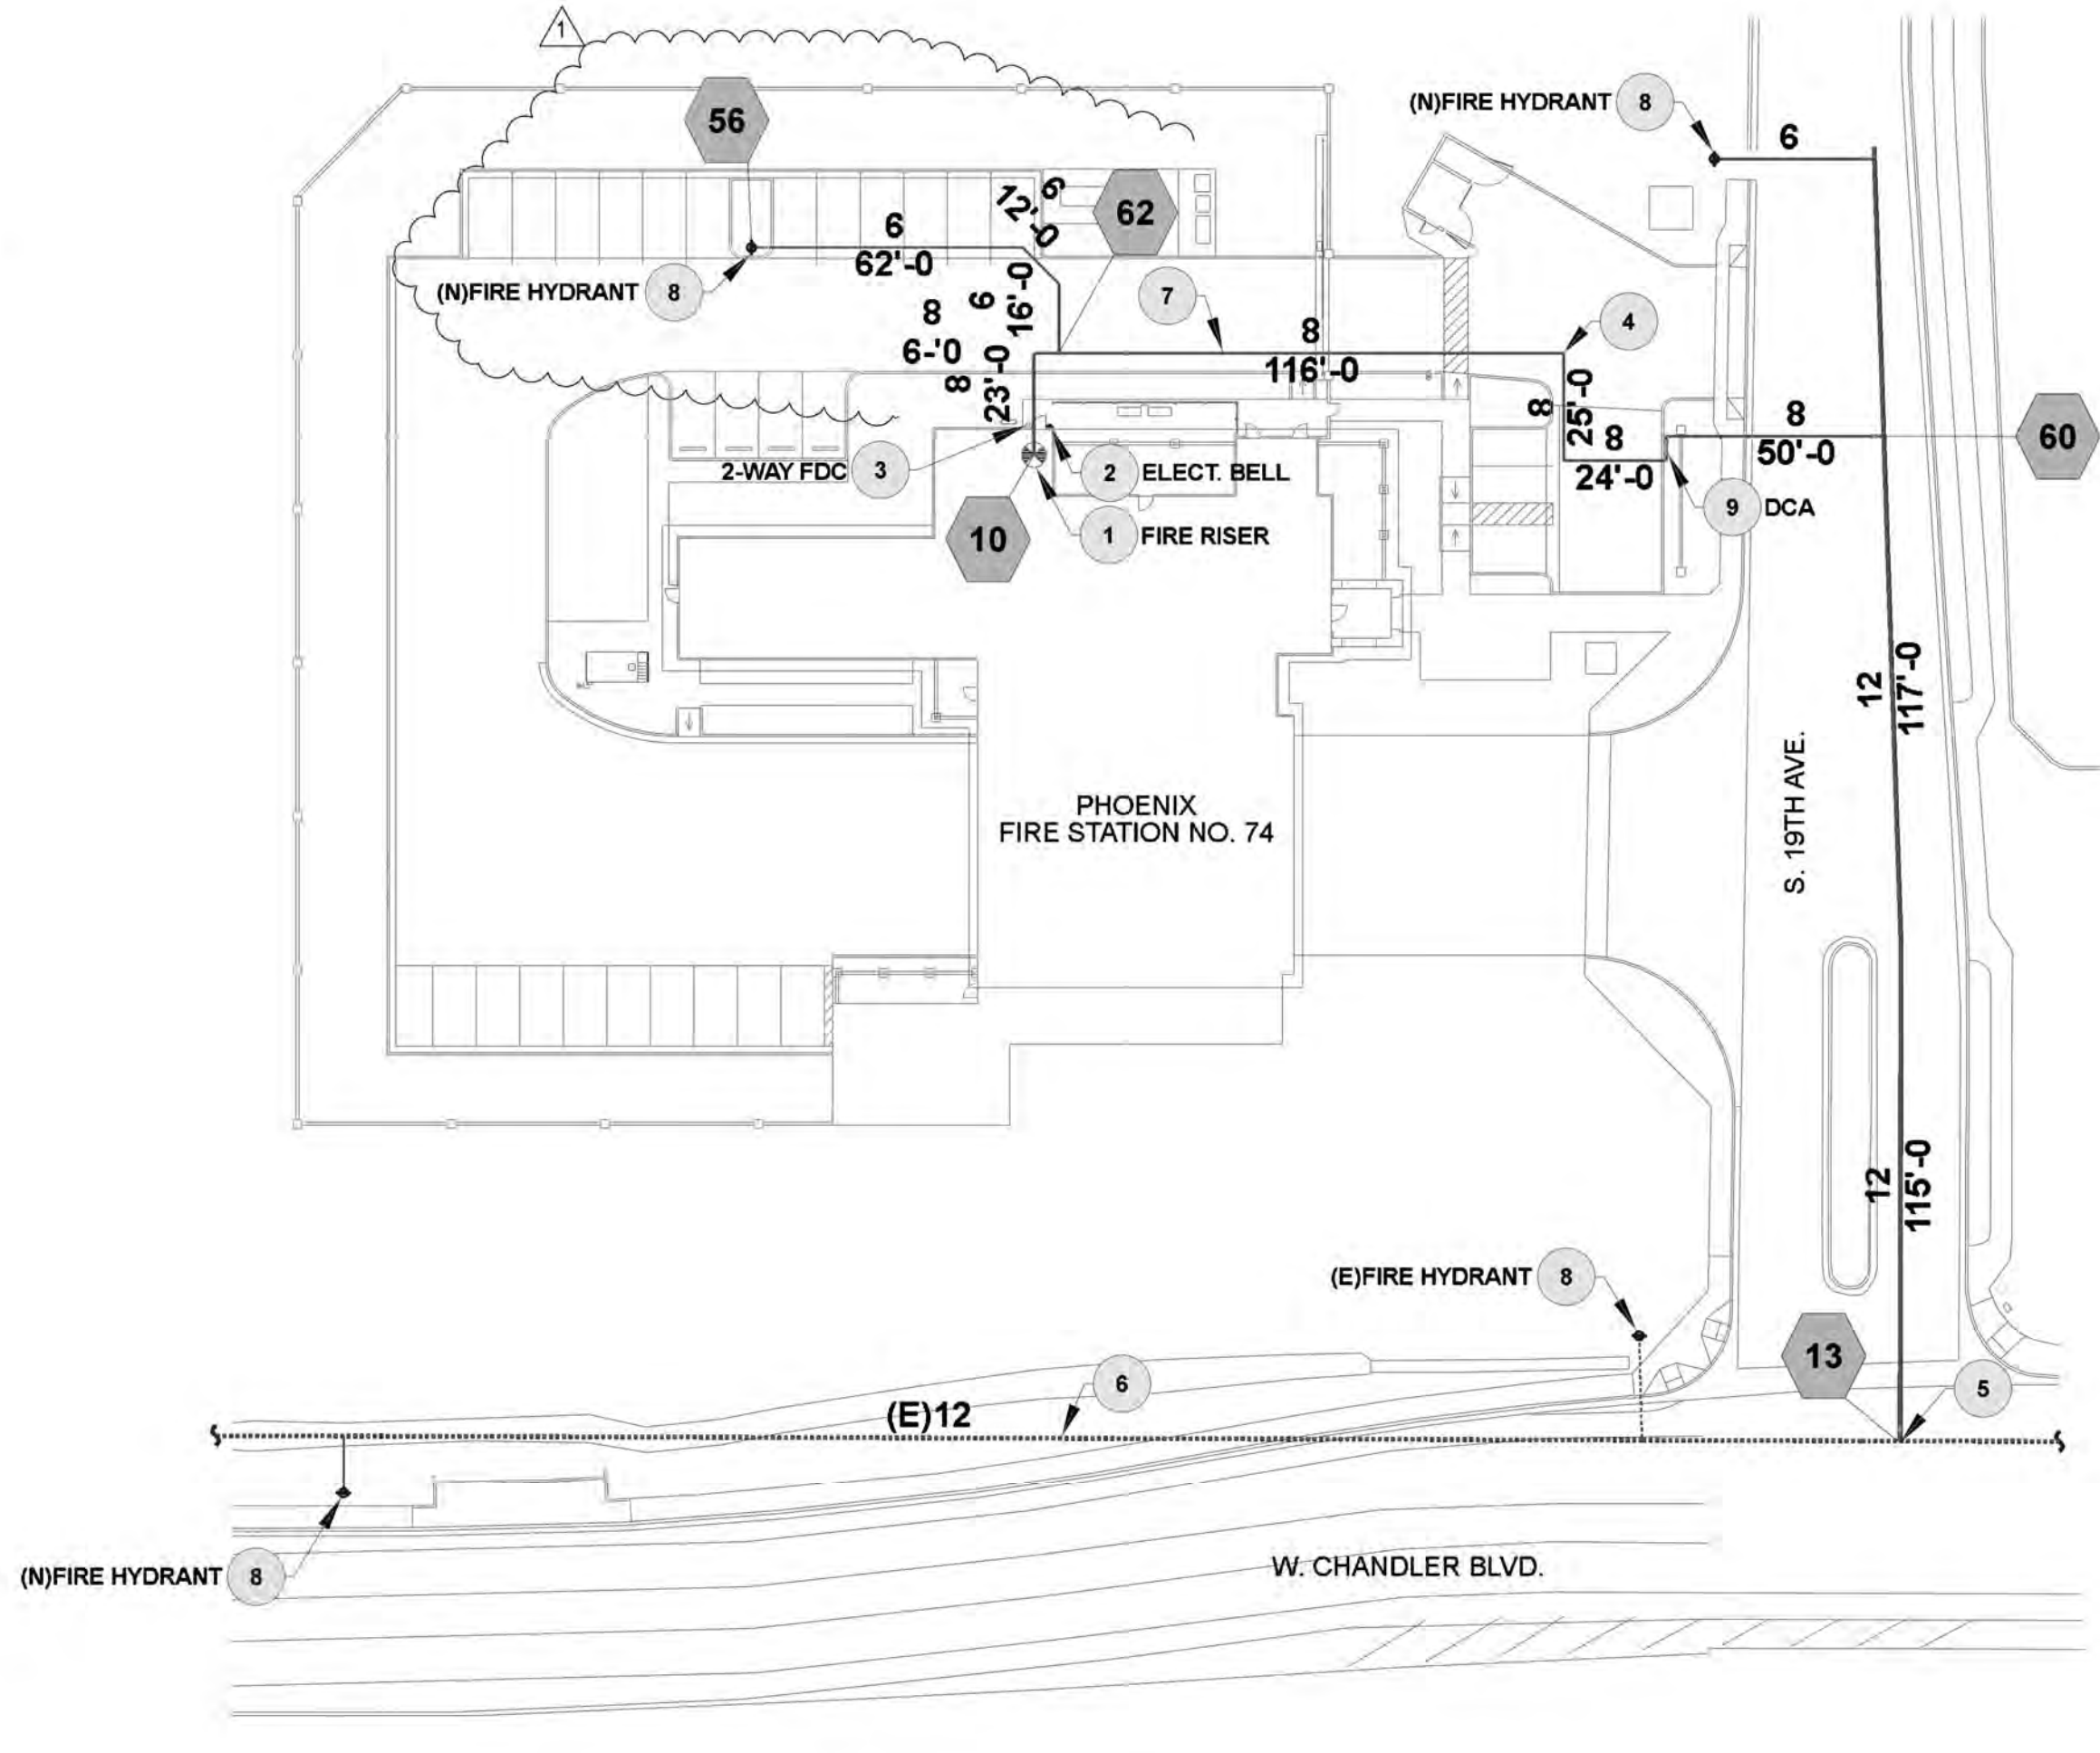 1
56
(N)FIRE HYDRANT 8
6
6
12'-0
62
6
62'-0
(N)FIRE HYDRANT 8
8
6-'0
6
16'-0
7
8
116'-0
4
8
23'-0
8
25'-0
8
24'-0
8
50'-0
60
2-WAY FDC 3
2 ELECT. BELL
9 DCA
10
1 FIRE RISER
12
117'-0
S. 19TH AVE.
PHOENIX
FIRE STATION NO. 74
12
115'-0
(E)FIRE HYDRANT 8
13
5
6
(E)12
(N)FIRE HYDRANT 8
W. CHANDLER BLVD.